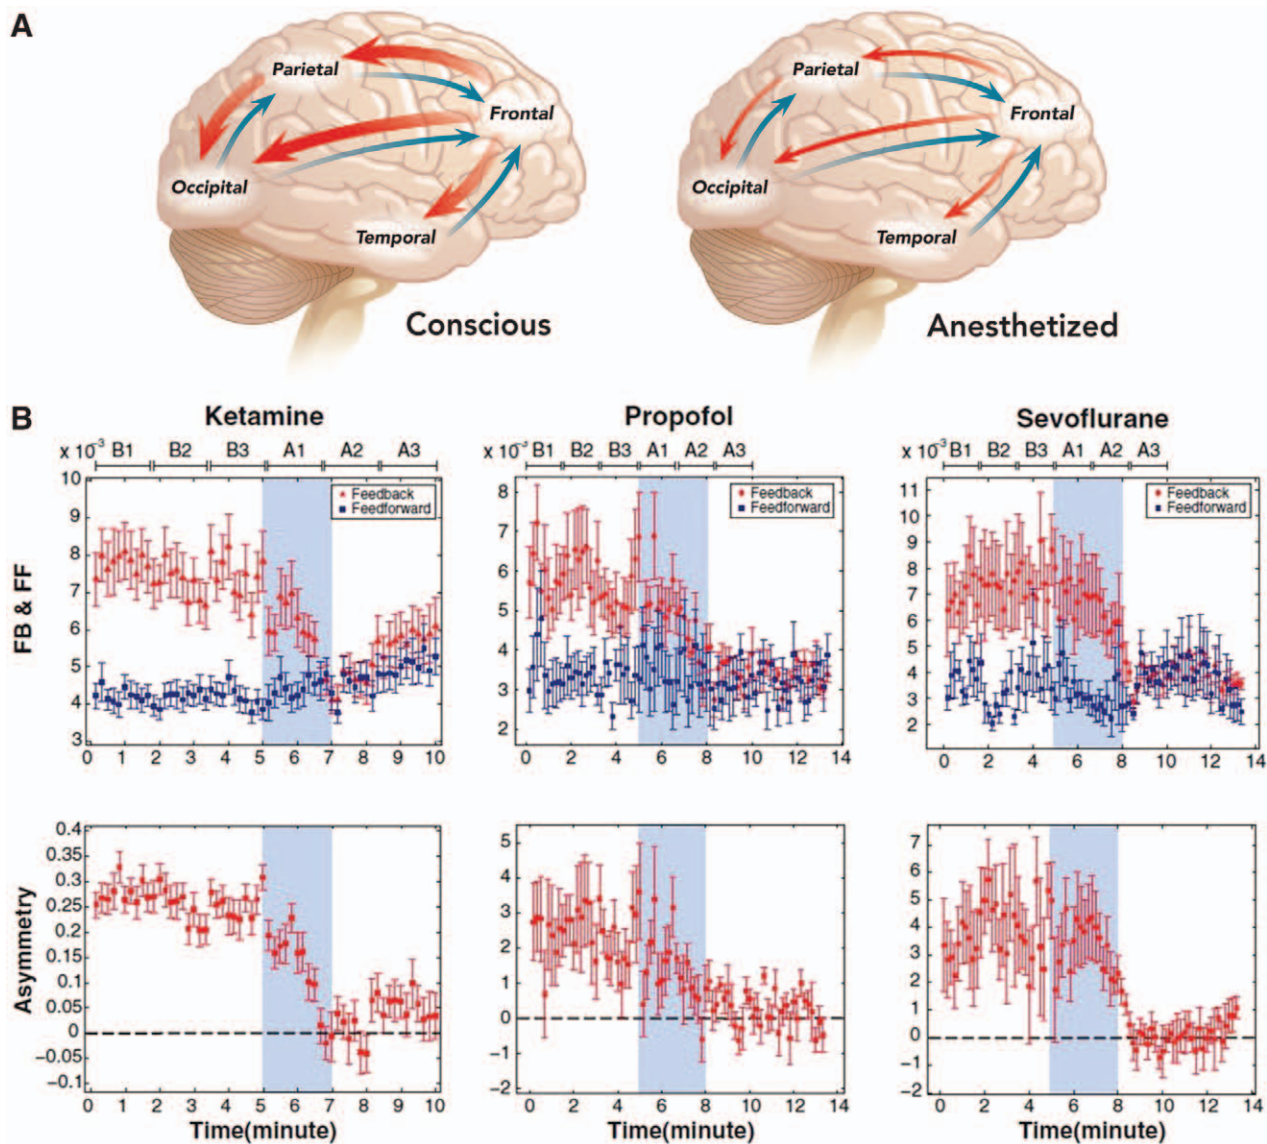 A
Parietal
Frontal
Occipital
Temporal
Conscious
Parietal
Frontal
Occipital
Temporal
Anesthetized
B
Ketamine
Propofol
Sevoflurane
x 10⁻³ B1 B2 B3 A1 A2 A3
x 10⁻³ B1 B2 B3 A1 A2 A3
x 10⁻³ B1 B2 B3 A1 A2 A3
FB & FF
10
9
8
7
6
5
4
3
Feedback
Feedforward
0 1 2 3 4 5 6 7 8 9 10
8
7
6
5
4
3
2
Feedback
Feedforward
0 2 4 6 8 10 12 14
11
10
9
8
7
6
5
4
3
2
Feedback
Feedforward
0 2 4 6 8 10 12 14
Asymmetry
0.4
0.35
0.3
0.25
0.2
0.15
0.1
0.05
0
−0.05
−0.1
0 1 2 3 4 5 6 7 8 9 10
Time(minute)
5
4
3
2
1
0
−1
−2
0 2 4 6 8 10 12 14
Time(minute)
7
6
5
4
3
2
1
0
−1
−2
0 2 4 6 8 10 12 14
Time(minute)